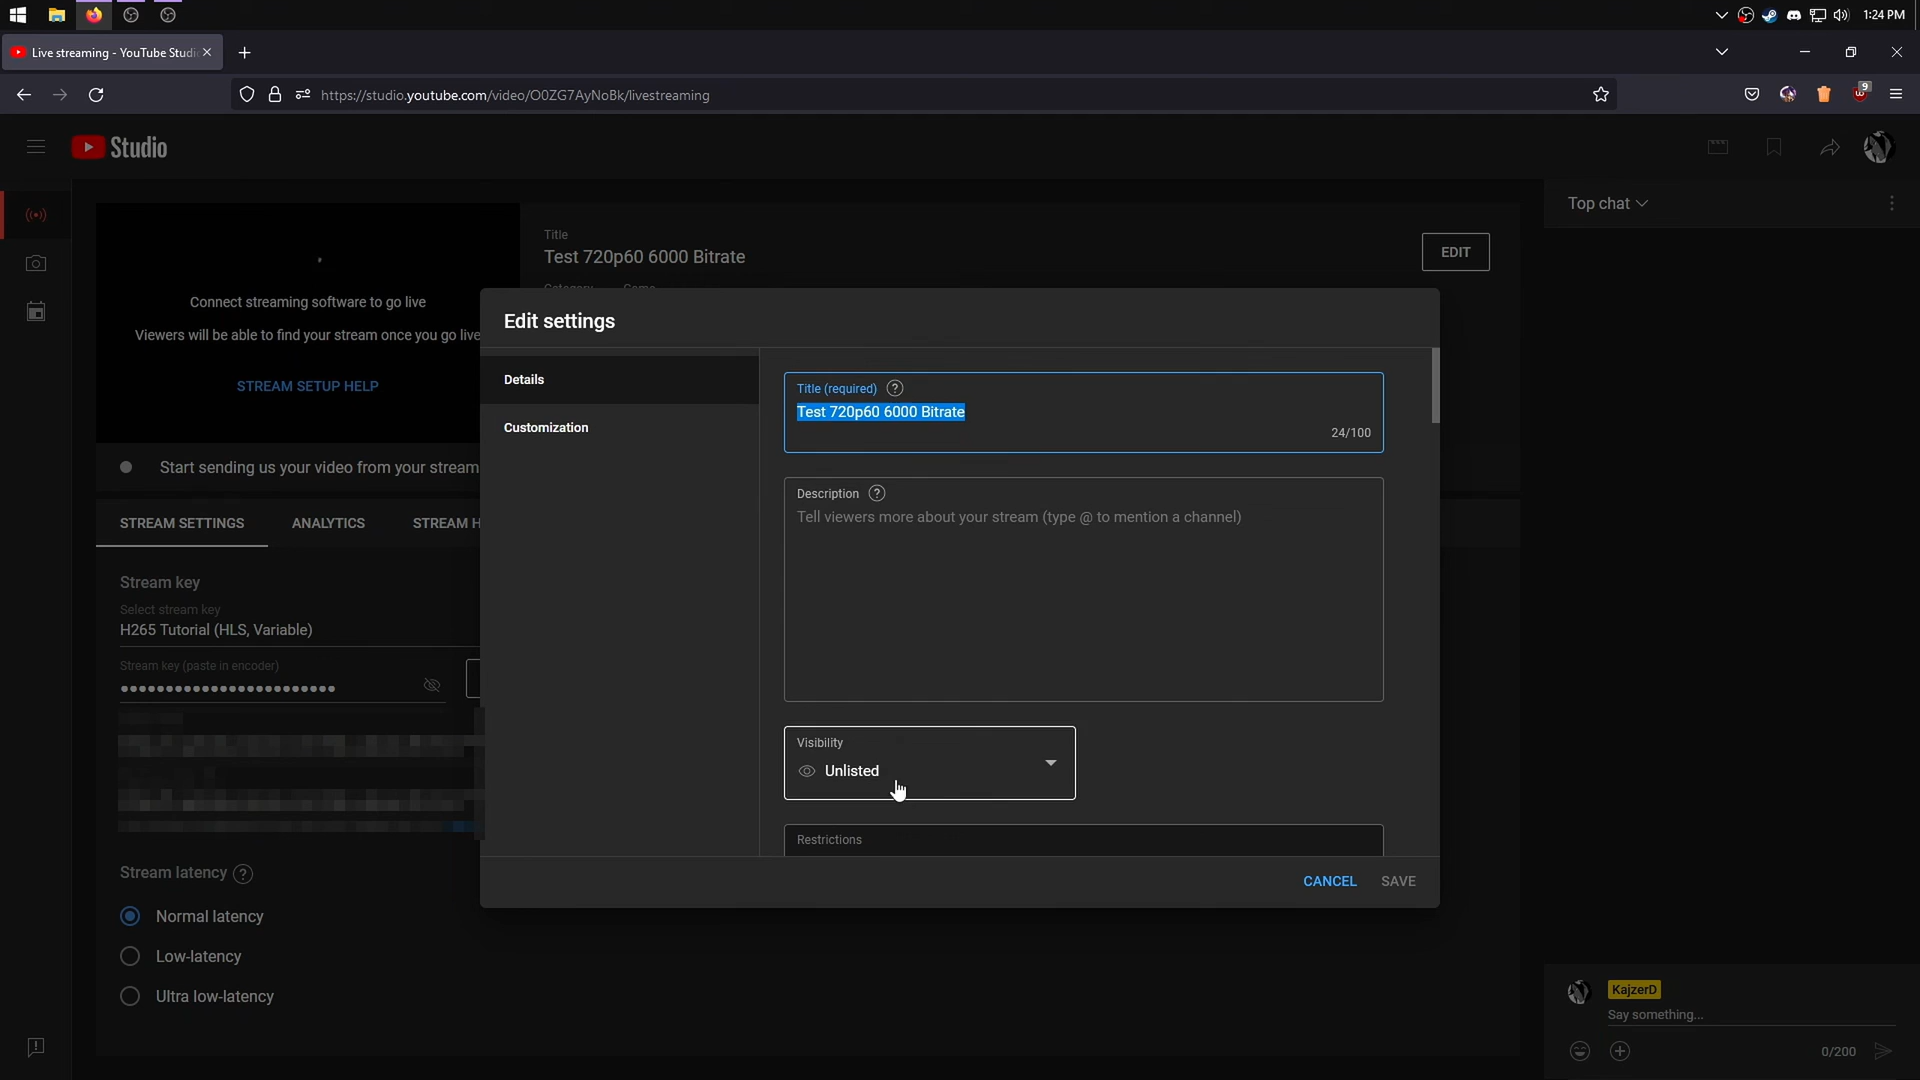 1:24 PM
Live streaming - YouTube Studi
https://studio.youtube.com/video/O0ZG7AyNoBk/livestreaming
9
Studio
Top chat
Title
Test 720p60 6000 Bitrate
EDIT
Category Game
Connect streaming software to go live
Viewers will be able to find your stream once you go live
STREAM SETUP HELP
Start sending us your video from your stream
STREAM SETTINGS
ANALYTICS
STREAM H
Stream key
Select stream key
H265 Tutorial (HLS, Variable)
Stream key (paste in encoder)
Stream latency ?
Normal latency
Low-latency
Ultra low-latency
Edit settings
Details
Customization
Title (required) ?
Test 720p60 6000 Bitrate
24/100
Description ?
Tell viewers more about your stream (type @ to mention a channel)
Visibility
Unlisted
Restrictions
CANCEL
SAVE
KajzerD
Say something...
0/200